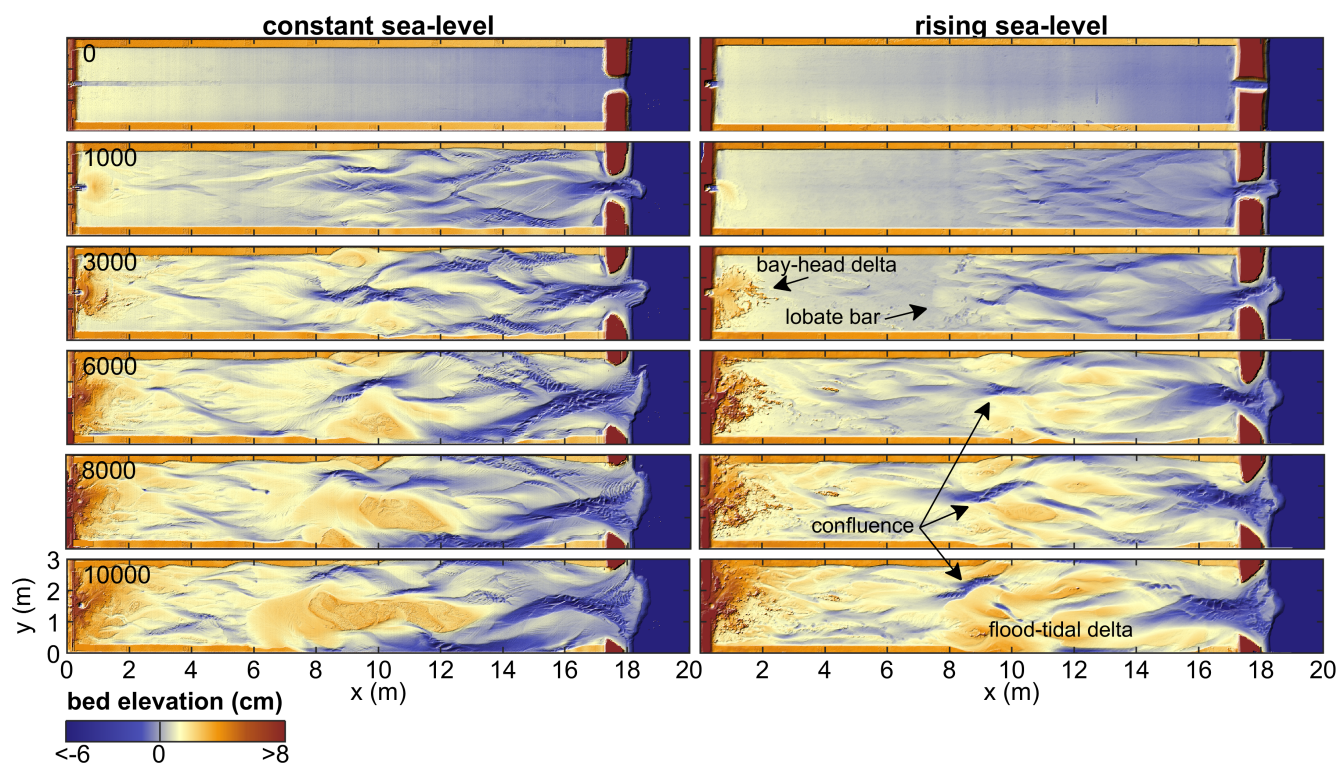 constant sea-level
rising sea-level
0
1000
3000
bay-head delta
lobate bar
6000
8000
confluence
10000
flood-tidal delta
3
2
1
0
y (m)
0 2 4 6 8 10 12 14 16 18 20
2 4 6 8 10 12 14 16 18 20
x (m)
x (m)
bed elevation (cm)
<-6 0 >8